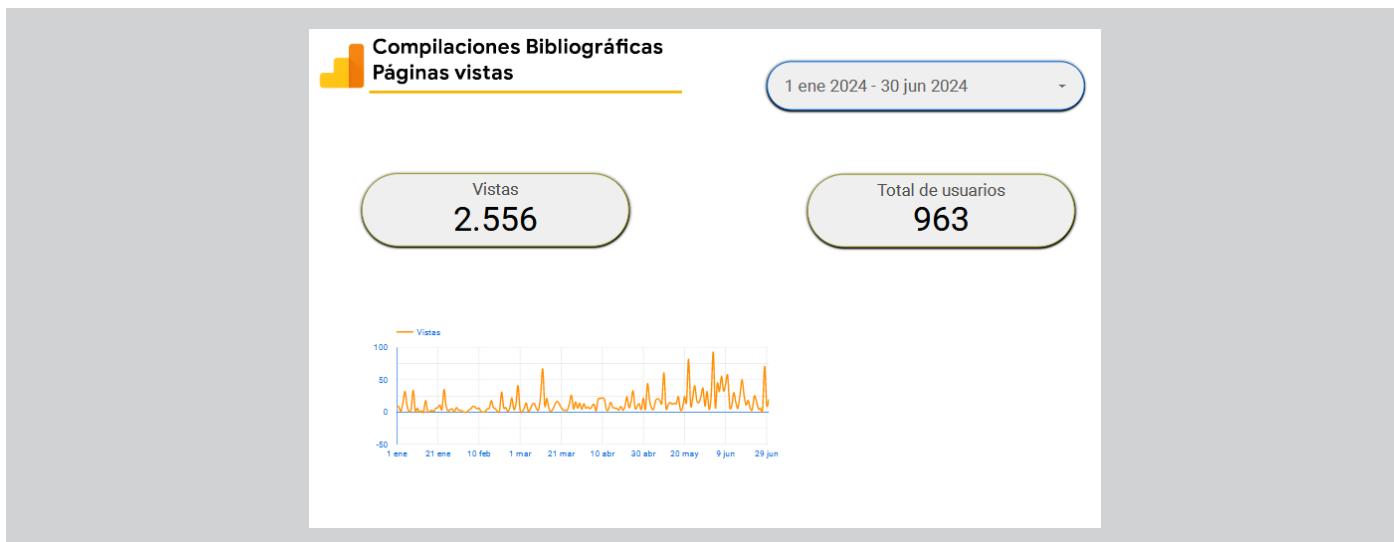 Compilaciones Bibliográficas
Páginas vistas
1 ene 2024 - 30 jun 2024
Vistas
2.556
Total de usuarios
963
Vistas
100
50
0
-50
1 ene 21 ene 10 feb 1 mar 21 mar 10 abr 30 abr 20 may 9 jun 29 jun